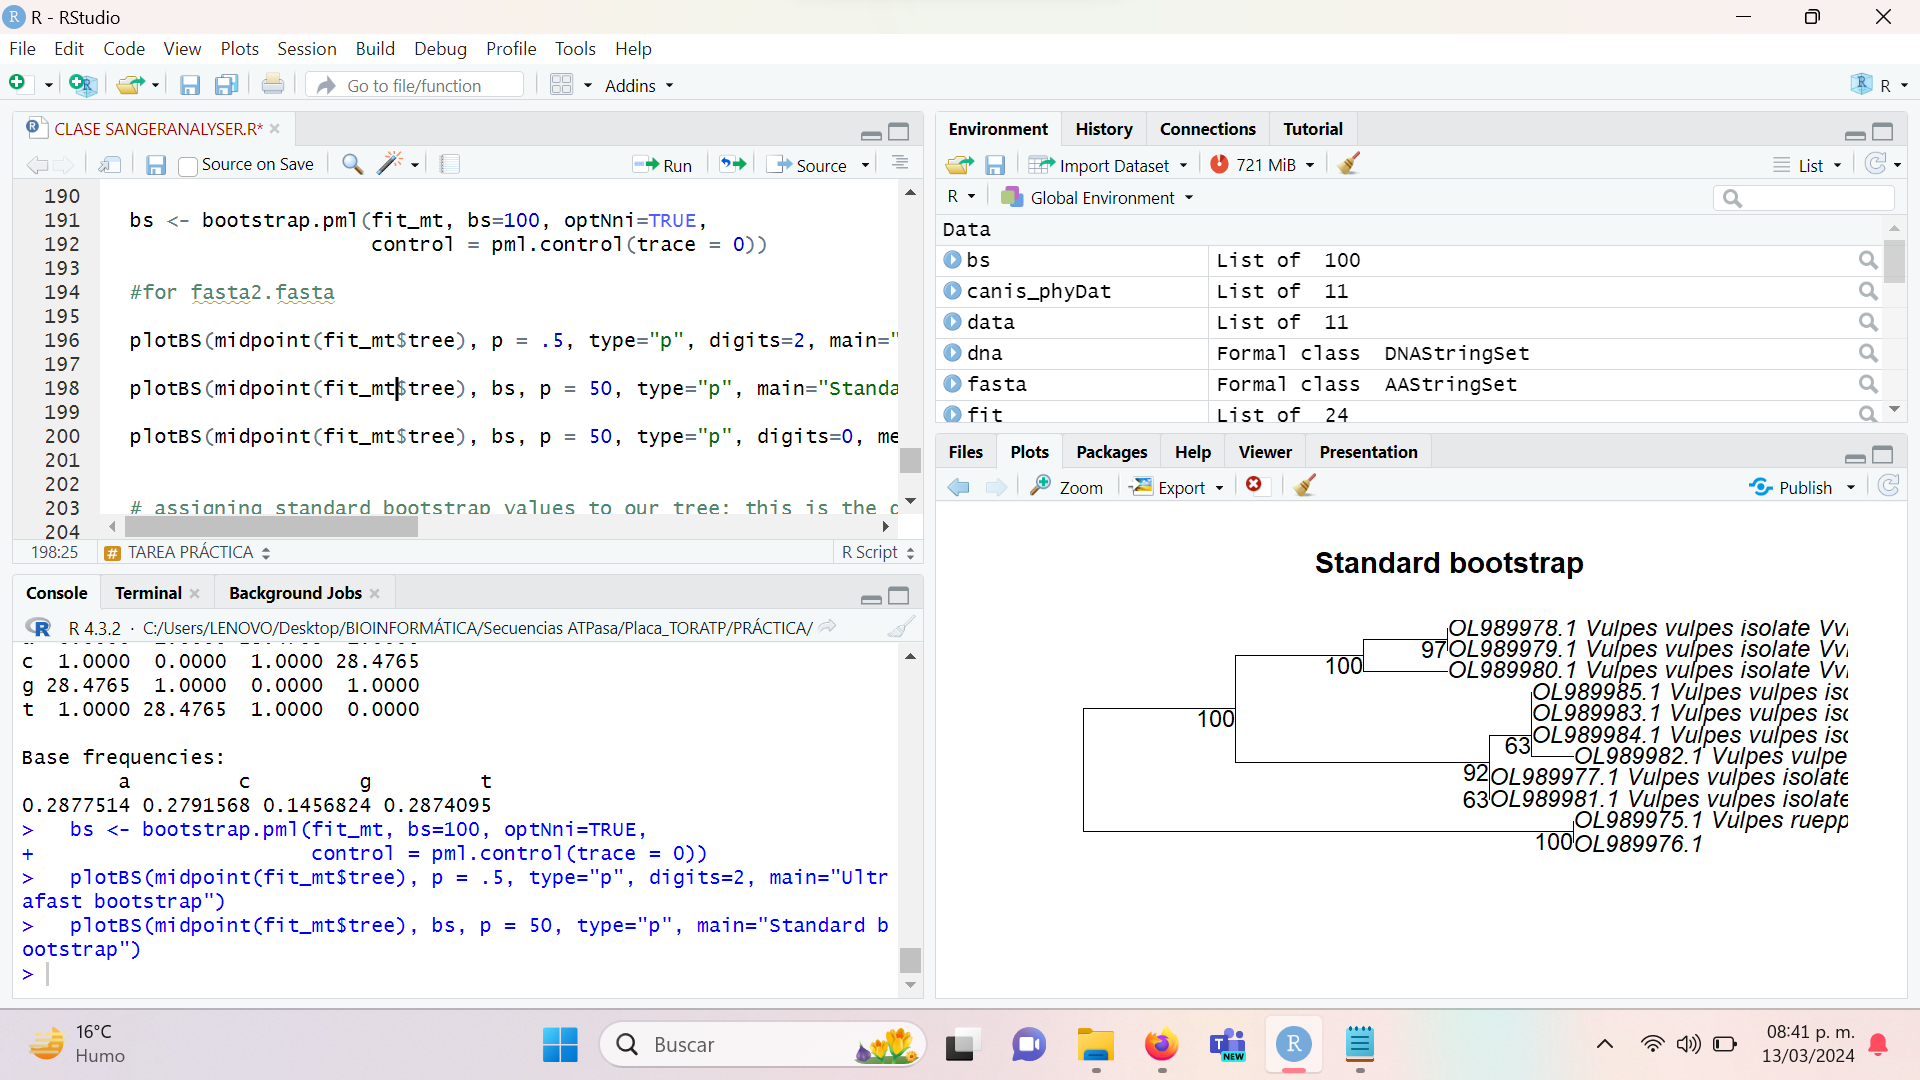 R - RStudio
File Edit Code View Plots Session Build Debug Profile Tools Help
Go to file/function Addins R
CLASE SANGERANALYSER.R*
Source on Save Run Source
190
191 bs <- bootstrap.pml(fit_mt, bs=100, optNni=TRUE,
192 control = pml.control(trace = 0))
193
194 #for fasta2.fasta
195
196 plotBS(midpoint(fit_mt$tree), p = .5, type="p", digits=2, main="
197
198 plotBS(midpoint(fit_mt$tree), bs, p = 50, type="p", main="Standa
199
200 plotBS(midpoint(fit_mt$tree), bs, p = 50, type="p", digits=0, me
201
202
203 # assigning standard bootstrap values to our tree; this is the
204
198:25 TAREA PRÁCTICA R Script
Console Terminal Background Jobs
R 4.3.2 · C:/Users/LENOVO/Desktop/BIOINFORMÁTICA/Secuencias ATPasa/Placa_TORATP/PRÁCTICA/
c 1.0000 0.0000 1.0000 28.4765
g 28.4765 1.0000 0.0000 1.0000
t 1.0000 28.4765 1.0000 0.0000
Base frequencies:
a c g t
0.2877514 0.2791568 0.1456824 0.2874095
> bs <- bootstrap.pml(fit_mt, bs=100, optNni=TRUE,
+ control = pml.control(trace = 0))
> plotBS(midpoint(fit_mt$tree), p = .5, type="p", digits=2, main="Ultr
afast bootstrap")
> plotBS(midpoint(fit_mt$tree), bs, p = 50, type="p", main="Standard b
ootstrap")
>
Environment History Connections Tutorial
Import Dataset 721 MiB List
R Global Environment
Data
bs List of 100
canis_phyDat List of 11
data List of 11
dna Formal class DNAStringSet
fasta Formal class AAStringSet
fit List of 24
Files Plots Packages Help Viewer Presentation
Zoom Export Publish
Standard bootstrap
OL989978.1 Vulpes vulpes isolate Vv
97 OL989979.1 Vulpes vulpes isolate Vv
100 OL989980.1 Vulpes vulpes isolate Vv
OL989985.1 Vulpes vulpes iso
100 OL989983.1 Vulpes vulpes iso
OL989984.1 Vulpes vulpes iso
63 OL989982.1 Vulpes vulpe
92 OL989977.1 Vulpes vulpes isolate
63 OL989981.1 Vulpes vulpes isolate
OL989975.1 Vulpes ruepp
100 OL989976.1
16°C
Humo
Buscar
NEW
08:41 p. m.
13/03/2024